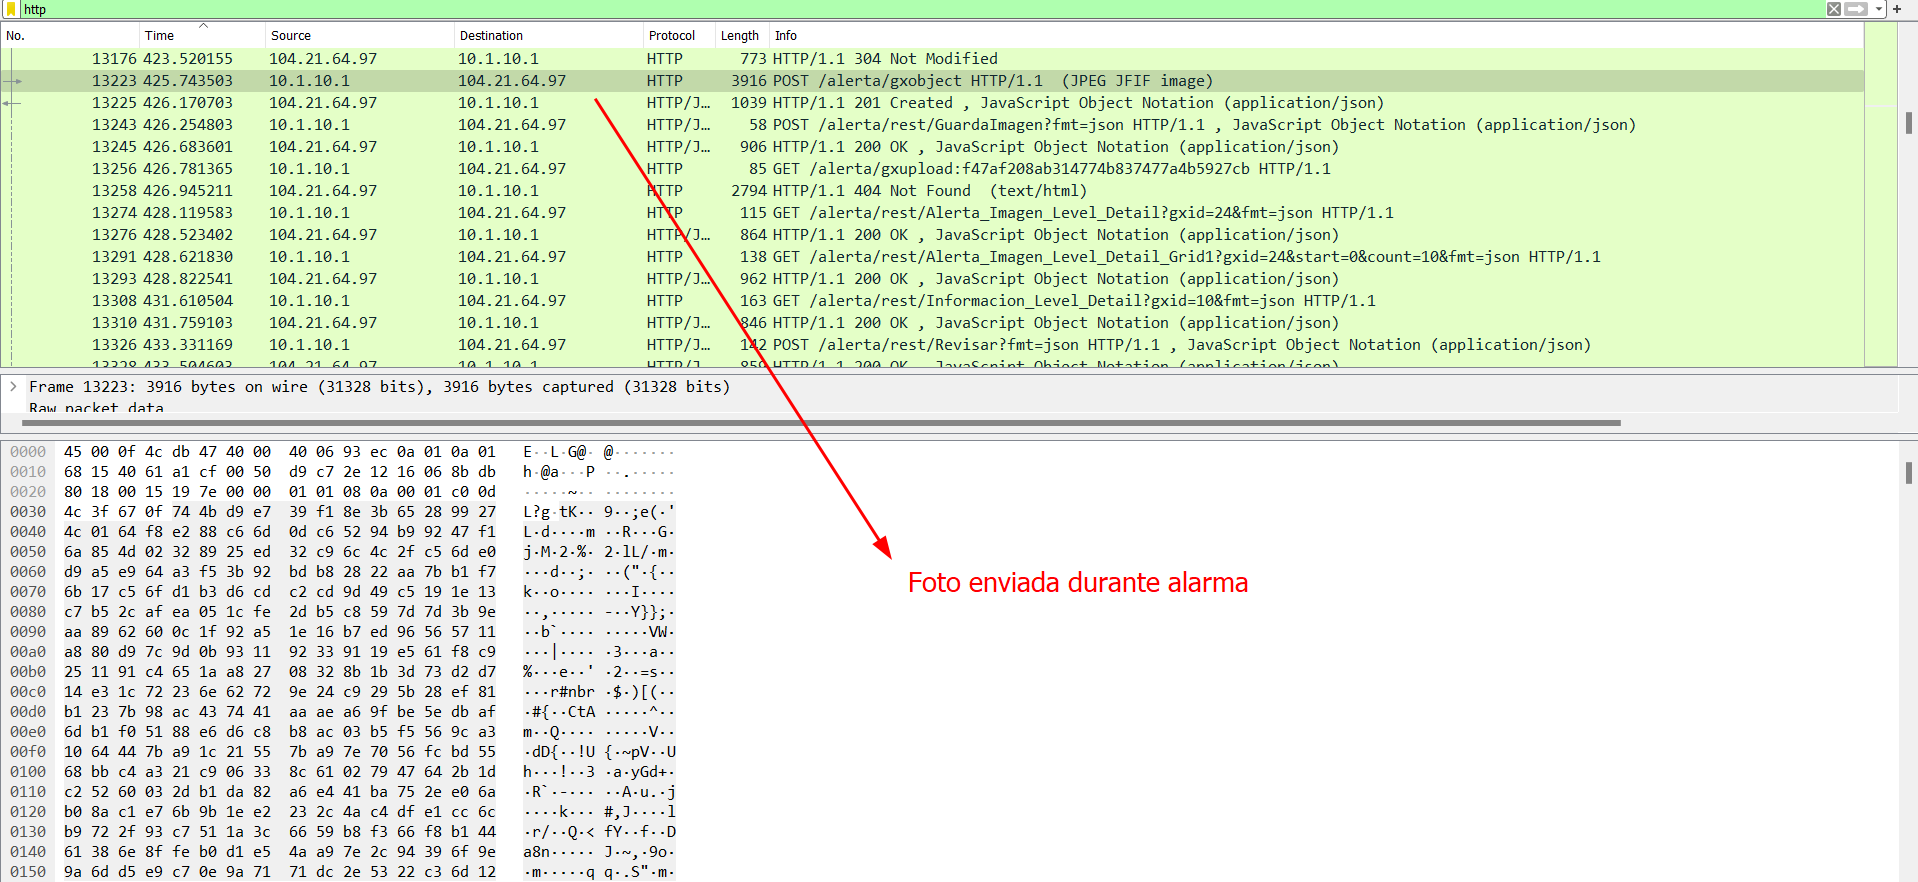 http
No. Time Source Destination Protocol Length Info
13176 423.520155 104.21.64.97 10.1.10.1 HTTP 773 HTTP/1.1 304 Not Modified
13223 425.743503 10.1.10.1 104.21.64.97 HTTP 3916 POST /alerta/gxobject HTTP/1.1  (JPEG JFIF image)
13225 426.170703 104.21.64.97 10.1.10.1 HTTP/J… 1039 HTTP/1.1 201 Created , JavaScript Object Notation (application/json)
13243 426.254803 10.1.10.1 104.21.64.97 HTTP/J… 58 POST /alerta/rest/GuardaImagen?fmt=json HTTP/1.1 , JavaScript Object Notation (application/json)
13245 426.683601 104.21.64.97 10.1.10.1 HTTP/J… 906 HTTP/1.1 200 OK , JavaScript Object Notation (application/json)
13256 426.781365 10.1.10.1 104.21.64.97 HTTP 85 GET /alerta/gxupload:f47af208ab314774b837477a4b5927cb HTTP/1.1
13258 426.945211 104.21.64.97 10.1.10.1 HTTP 2794 HTTP/1.1 404 Not Found  (text/html)
13274 428.119583 10.1.10.1 104.21.64.97 HTTP 115 GET /alerta/rest/Alerta_Imagen_Level_Detail?gxid=24&fmt=json HTTP/1.1
13276 428.523402 104.21.64.97 10.1.10.1 HTTP/J… 864 HTTP/1.1 200 OK , JavaScript Object Notation (application/json)
13291 428.621830 10.1.10.1 104.21.64.97 HTTP 138 GET /alerta/rest/Alerta_Imagen_Level_Detail_Grid1?gxid=24&start=0&count=10&fmt=json HTTP/1.1
13293 428.822541 104.21.64.97 10.1.10.1 HTTP/J… 962 HTTP/1.1 200 OK , JavaScript Object Notation (application/json)
13308 431.610504 10.1.10.1 104.21.64.97 HTTP 163 GET /alerta/rest/Informacion_Level_Detail?gxid=10&fmt=json HTTP/1.1
13310 431.759103 104.21.64.97 10.1.10.1 HTTP/J… 846 HTTP/1.1 200 OK , JavaScript Object Notation (application/json)
13326 433.331169 10.1.10.1 104.21.64.97 HTTP/J… 142 POST /alerta/rest/Revisar?fmt=json HTTP/1.1 , JavaScript Object Notation (application/json)
13328 433.504603 104.21.64.97 10.1.10.1 HTTP/J… 859 HTTP/1.1 200 OK , JavaScript Object Notation (application/json)
Frame 13223: 3916 bytes on wire (31328 bits), 3916 bytes captured (31328 bits)
Raw packet data
0000 45 00 0f 4c db 47 40 00 40 06 93 ec 0a 01 0a 01 E··L·G@· @·······
0010 68 15 40 61 a1 cf 00 50 d9 c7 2e 12 16 06 8b db h·@a···P ··.·····
0020 80 18 00 15 19 7e 00 00 01 01 08 0a 00 01 c0 0d ·····~·· ········
0030 4c 3f 67 0f 74 4b d9 e7 39 f1 8e 3b 65 28 99 27 L?g·tK·· 9··;e(·'
0040 4c 01 64 f8 e2 88 c6 6d 0d c6 52 94 b9 92 47 f1 L·d····m ··R···G·
0050 6a 85 4d 02 32 89 25 ed 32 c9 6c 4c 2f c5 6d e0 j·M·2·%· 2·lL/·m·
0060 d9 a5 e9 64 a3 f5 3b 92 bd b8 28 22 aa 7b b1 f7 ···d··;· ··("·{··
0070 6b 17 c5 6f d1 b3 d6 cd c2 cd 9d 49 c5 19 1e 13 k··o···· ···I····
0080 c7 b5 2c af ea 05 1c fe 2d b5 c8 59 7d 7d 3b 9e ··,····· -··Y}};·
0090 aa 89 62 60 0c 1f 92 a5 1e 16 b7 ed 96 56 57 11 ··b`···· ·····VW·
00a0 a8 80 d9 7c 9d 0b 93 11 92 33 91 19 e5 61 f8 c9 ···|···· ·3···a··
00b0 25 11 91 c4 65 1a a8 27 08 32 8b 1b 3d 73 d2 d7 %···e··' ·2··=s··
00c0 14 e3 1c 72 23 6e 62 72 9e 24 c9 29 5b 28 ef 81 ···r#nbr ·$·)[(··
00d0 b1 23 7b 98 ac 43 74 41 aa ae a6 9f be 5e db af ·#{··CtA ·····^··
00e0 6d b1 f0 51 88 e6 d6 c8 b8 ac 03 b5 f5 56 9c a3 m··Q···· ·····V··
00f0 10 64 44 7b a9 1c 21 55 7b a9 7e 70 56 fc bd 55 ·dD{··!U {·~pV··U
0100 68 bb c4 a3 21 c9 06 33 8c 61 02 79 47 64 2b 1d h···!··3 ·a·yGd+·
0110 c2 52 60 03 2d b1 da 82 a6 e4 41 ba 75 2e e0 6a ·R`·-··· ··A·u.·j
0120 b0 8a c1 e7 6b 9b 1e e2 23 2c 4a c4 df e1 cc 6c ····k··· #,J····l
0130 b9 72 2f 93 c7 51 1a 3c 66 59 b8 f3 66 f8 b1 44 ·r/··Q·< fY··f··D
0140 61 38 6e 8f fe b0 d1 e5 4a a9 7e 2c 94 39 6f 9e a8n····· J·~,·9o·
0150 9a 6d d5 e9 c7 0e 9a 71 71 dc 2e 53 22 c3 6d 12 ·m·····q q·.S"·m·
Foto enviada durante alarma